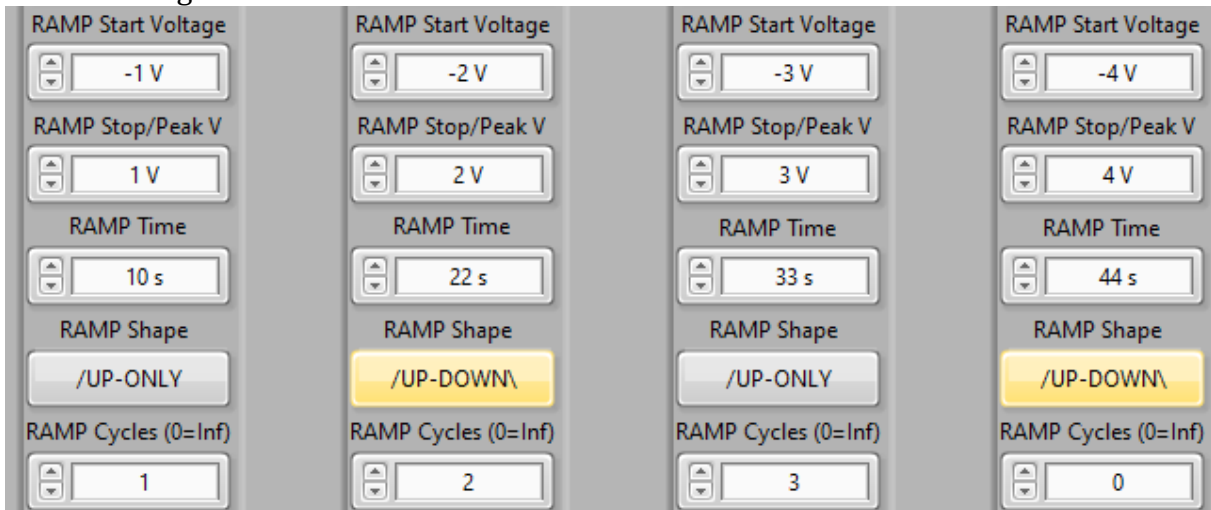 RAMP Start Voltage RAMP Start Voltage RAMP Start Voltage RAMP Start Voltage
-1 V -2 V -3 V -4 V
RAMP Stop/Peak V RAMP Stop/Peak V RAMP Stop/Peak V RAMP Stop/Peak V
1 V 2 V 3 V 4 V
RAMP Time RAMP Time RAMP Time RAMP Time
10 s 22 s 33 s 44 s
RAMP Shape RAMP Shape RAMP Shape RAMP Shape
/UP-ONLY /UP-DOWN\ /UP-ONLY /UP-DOWN\
RAMP Cycles (0=Inf) RAMP Cycles (0=Inf) RAMP Cycles (0=Inf) RAMP Cycles (0=Inf)
1 2 3 0